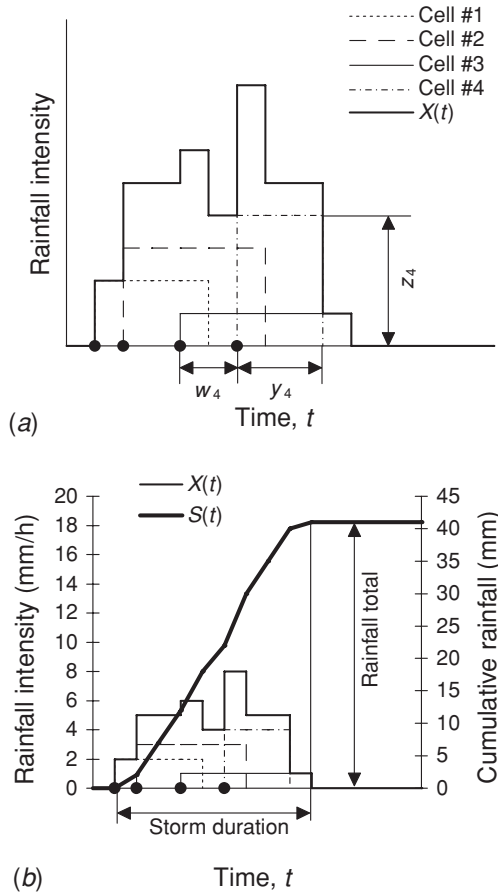 Cell #1
Cell #2
Cell #3
Cell #4
X(t)
Rainfall intensity
z4
w4
y4
Time, t
(a)
X(t)
S(t)
20
18
16
14
12
10
8
6
4
2
0
Rainfall intensity (mm/h)
45
40
35
30
25
20
15
10
5
0
Cumulative rainfall (mm)
Rainfall total
Storm duration
(b)
Time, t